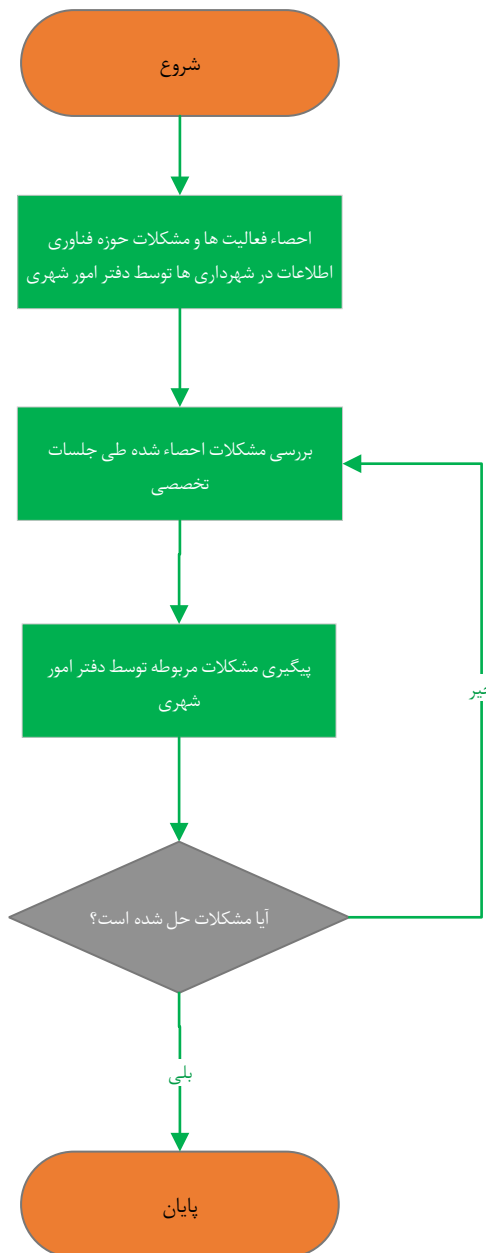 شروع
احصاء فعالیت ها و مشکلات حوزه فناوری
اطلاعات در شهرداری ها توسط دفتر امور شهری
بررسی مشکلات احصاء شده طی جلسات
تخصصی
پیگیری مشکلات مربوطه توسط دفتر امور
شهری
خیر
آیا مشکلات حل شده است؟
بلی
پایان